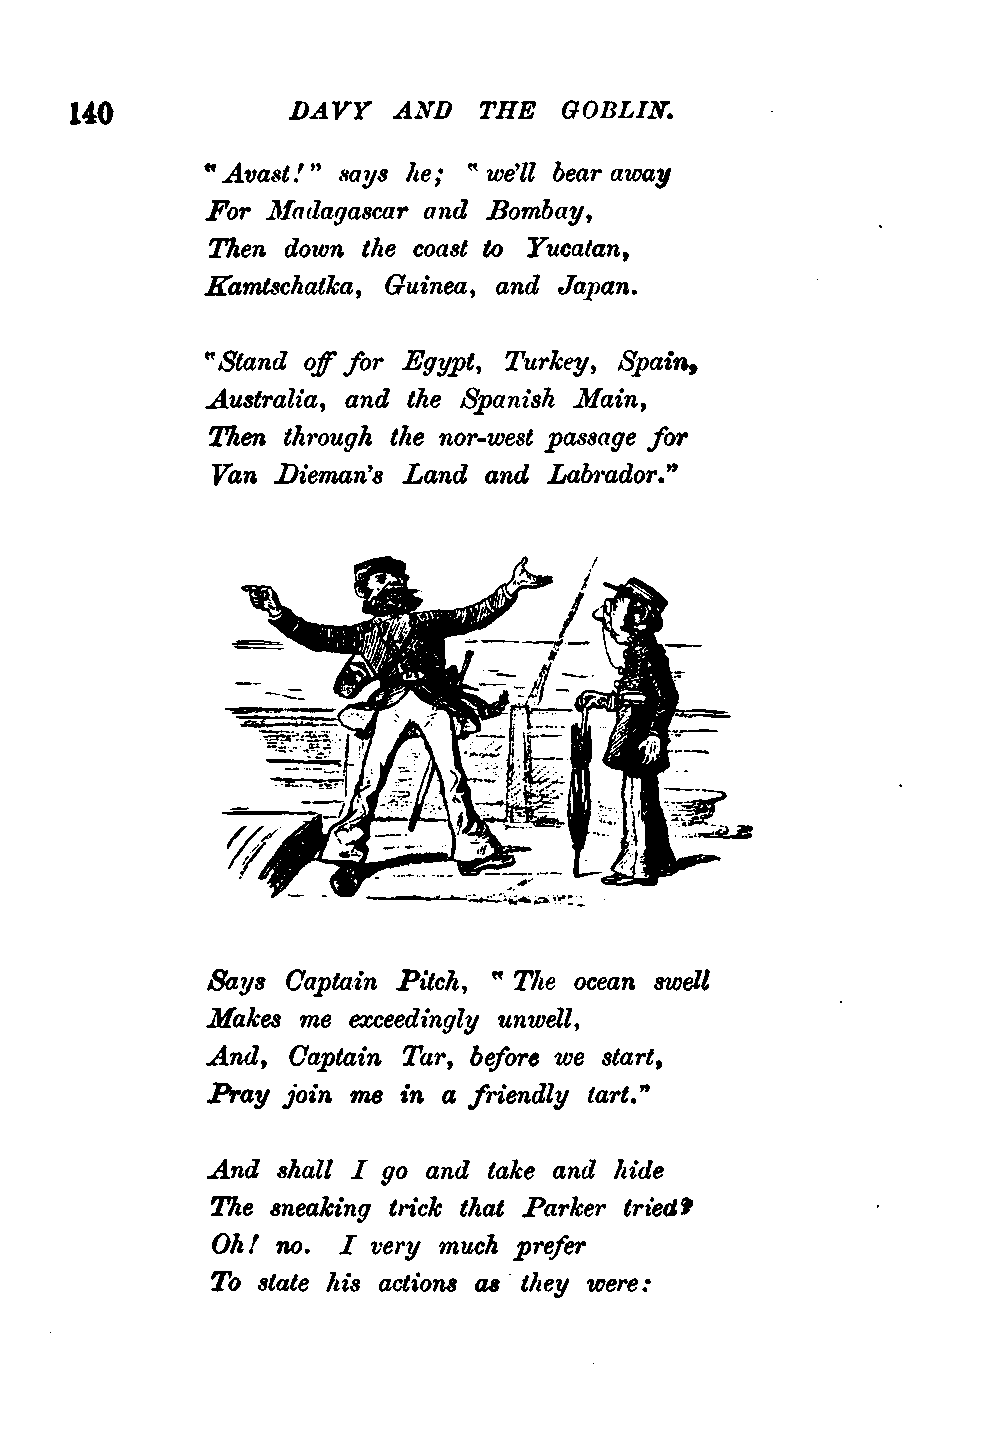 140 DAVY AND THE GOBLIN.
"Avast!" says he; "we'll bear away
For Madagascar and Bombay,
Then down the coast to Yucatan,
Kamtschatka, Guinea, and Japan.
"Stand off for Egypt, Turkey, Spain,
Australia, and the Spanish Main,
Then through the nor-west passage for
Van Dieman's Land and Labrador."
Says Captain Pitch, "The ocean swell
Makes me exceedingly unwell,
And, Captain Tar, before we start,
Pray join me in a friendly tart."
And shall I go and take and hide
The sneaking trick that Parker tried?
Oh! no. I very much prefer
To state his actions as they were: